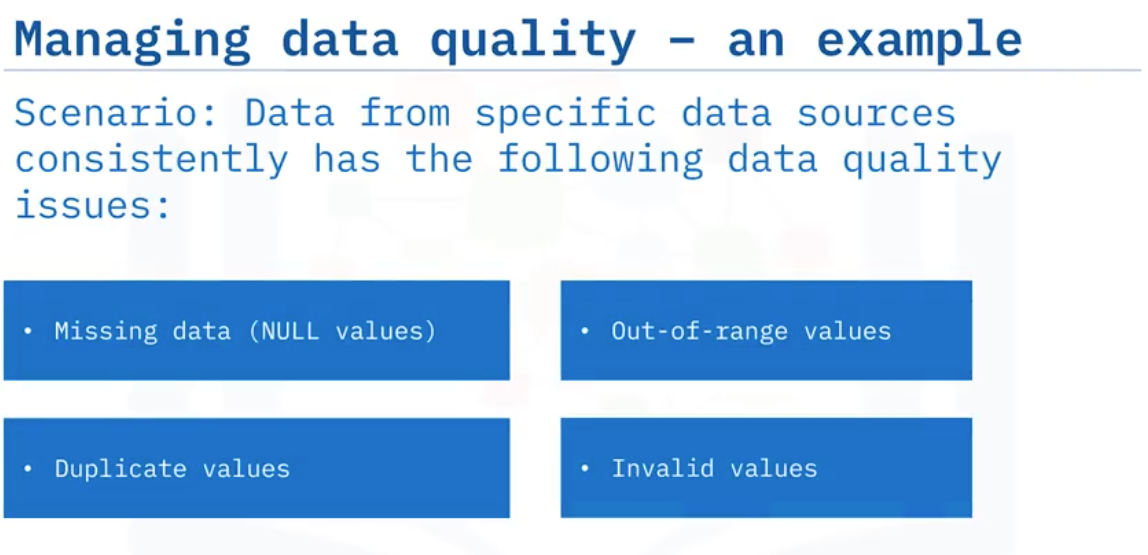 Managing data quality – an example
Scenario: Data from specific data sources
consistently has the following data quality
issues:
• Missing data (NULL values)
• Out-of-range values
• Duplicate values
• Invalid values